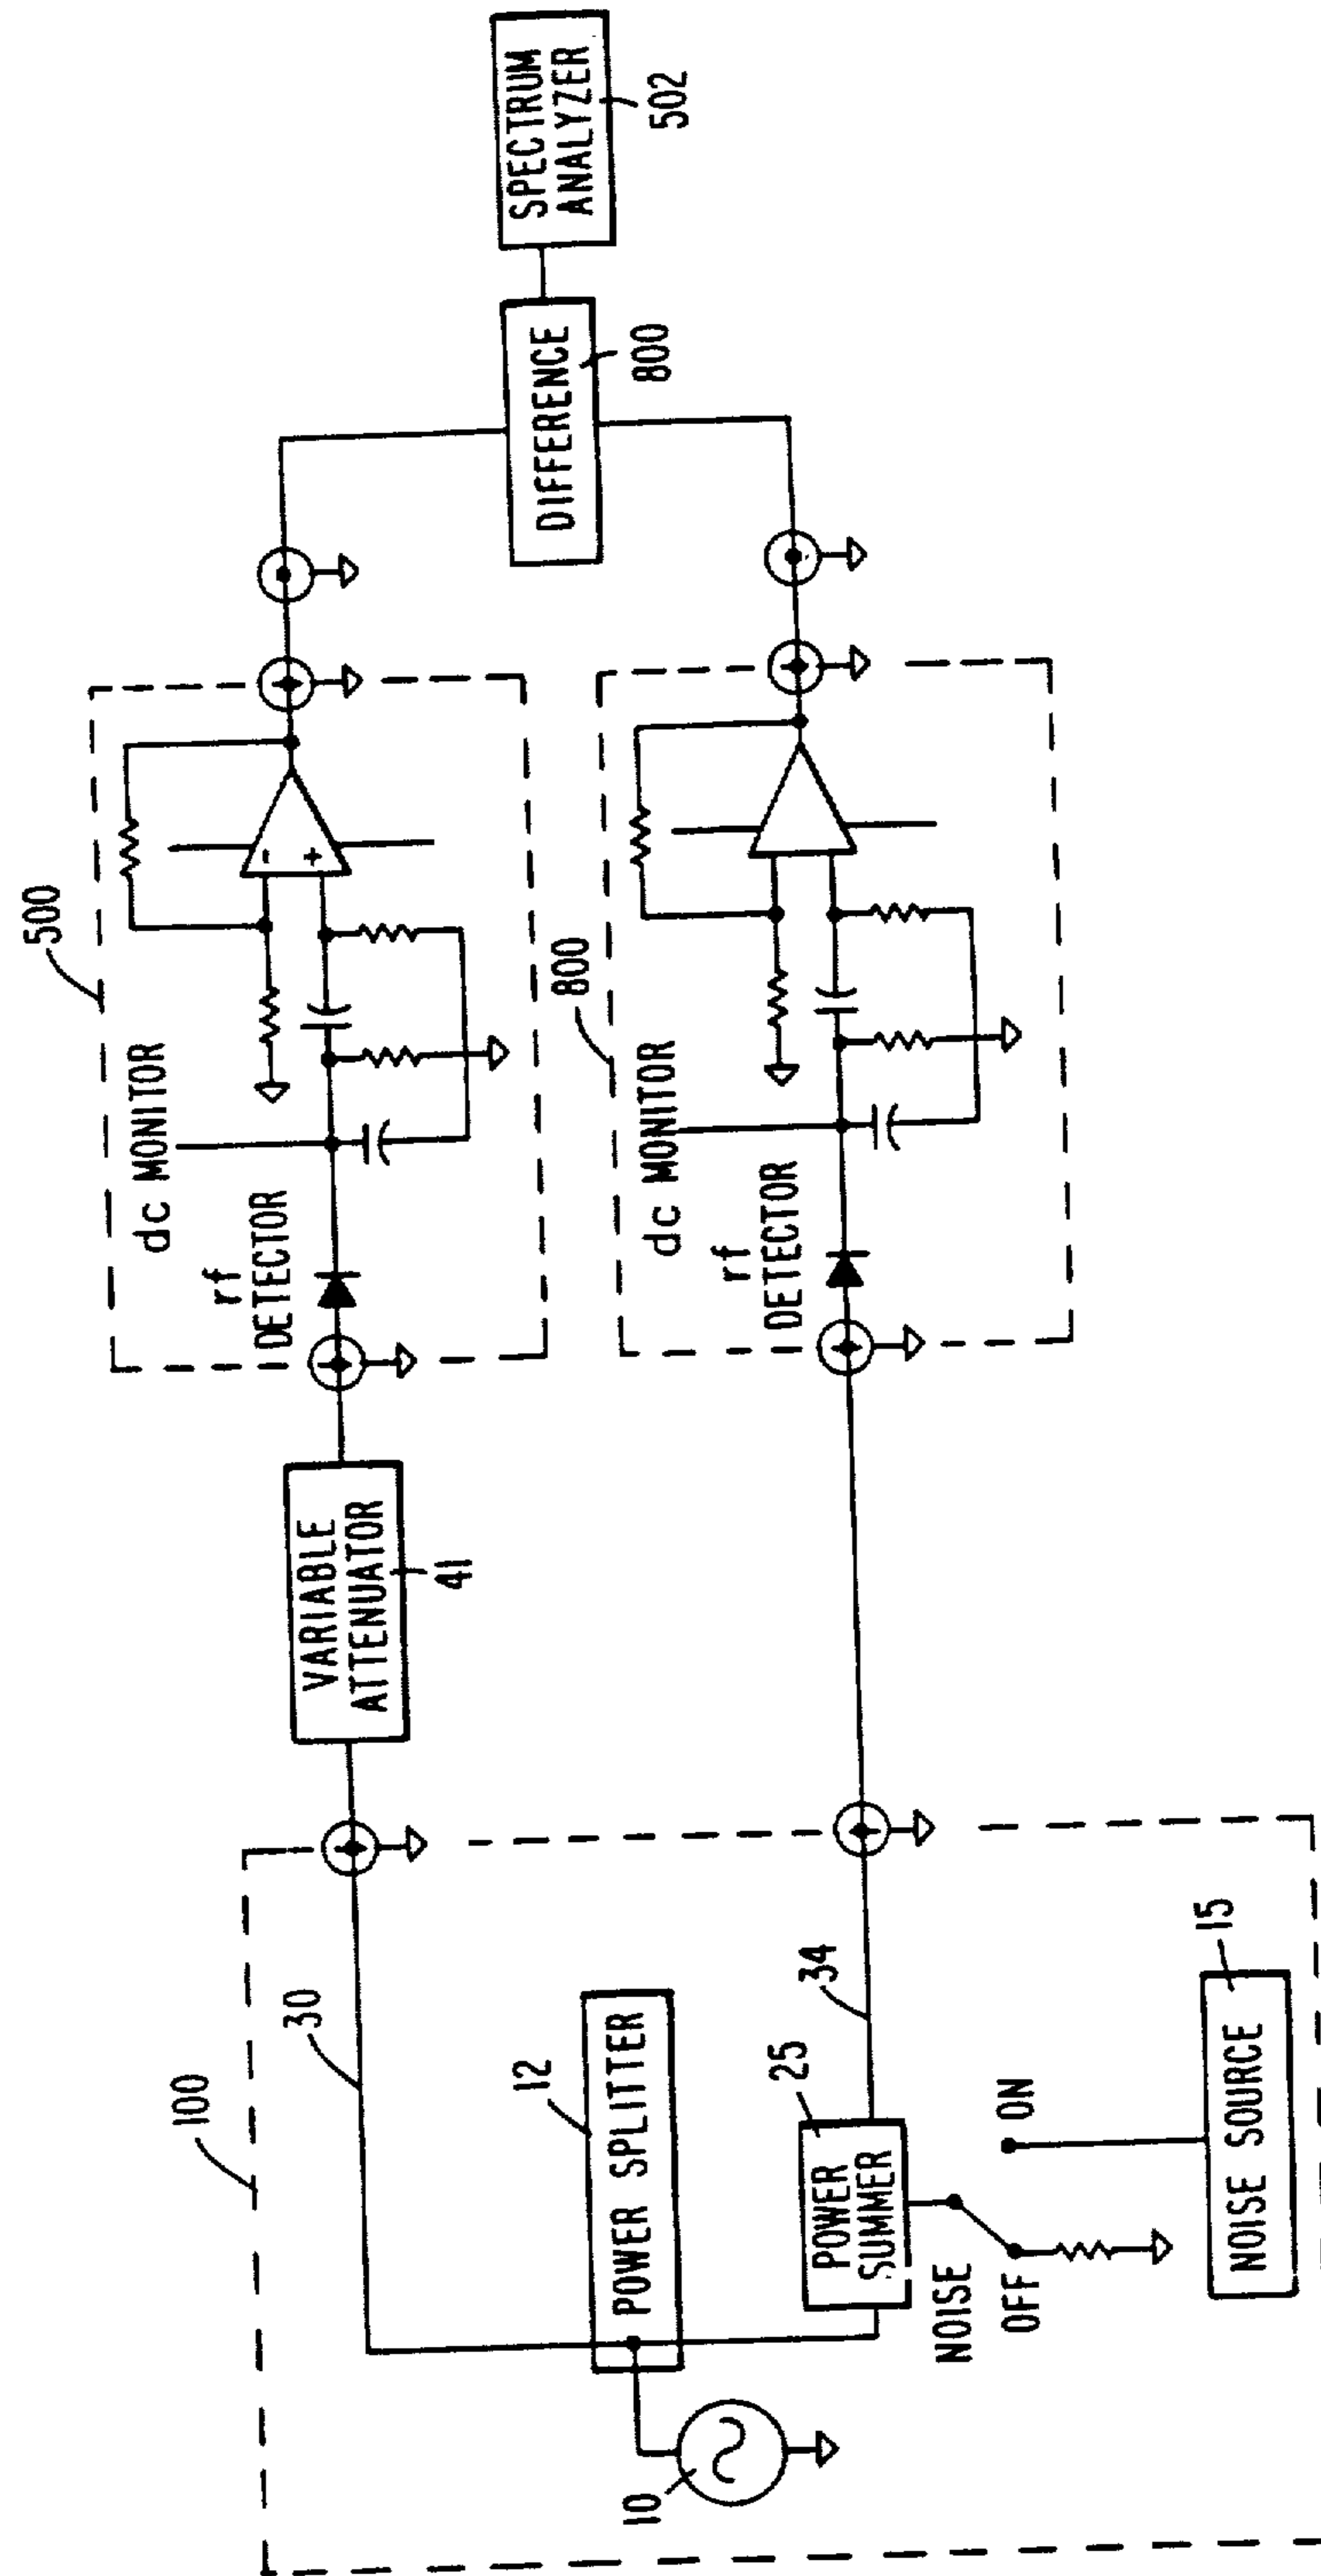 100
30
12
POWER SPLITTER
10
25
POWER
SUMMER
34
NOISE
OFF
ON
NOISE SOURCE
15
VARIABLE
ATTENUATOR
41
500
dc MONITOR
rf
DETECTOR
-
+
800
dc MONITOR
rf
DETECTOR
DIFFERENCE
800
SPECTRUM
ANALYZER
502